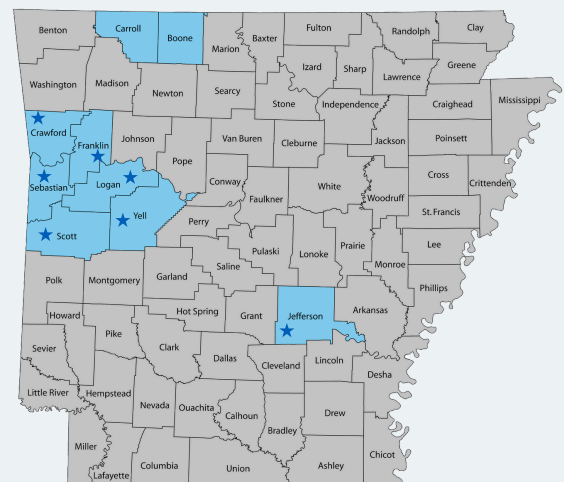 Benton
Carroll
Boone
Marion
Baxter
Fulton
Randolph
Clay
Izard
Sharp
Lawrence
Greene
Washington
Madison
Newton
Searcy
Stone
Independence
Craighead
Mississippi
Crawford
Franklin
Johnson
Pope
Van Buren
Cleburne
Jackson
Poinsett
Sebastian
Logan
Conway
Faulkner
White
Woodruff
Cross
Crittenden
St. Francis
Scott
Yell
Perry
Pulaski
Lonoke
Prairie
Monroe
Lee
Phillips
Polk
Montgomery
Garland
Saline
Hot Spring
Grant
Jefferson
Arkansas
Howard
Pike
Clark
Dallas
Cleveland
Lincoln
Desha
Sevier
Little River
Hempstead
Nevada
Ouachita
Calhoun
Bradley
Drew
Chicot
Miller
Lafayette
Columbia
Union
Ashley